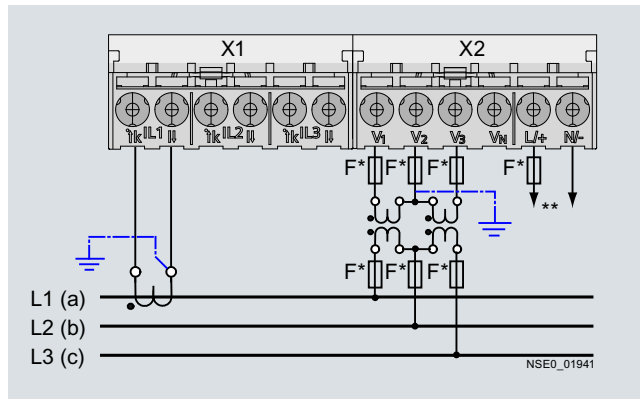 X1 X2
°k IL1 °l °k IL2 °l °k IL3 °l V1 V2 V3 VN L/+ N/-
F* F* F* F*
**
F* F* F*
L1 (a)
L2 (b)
L3 (c)
NSE0_01941